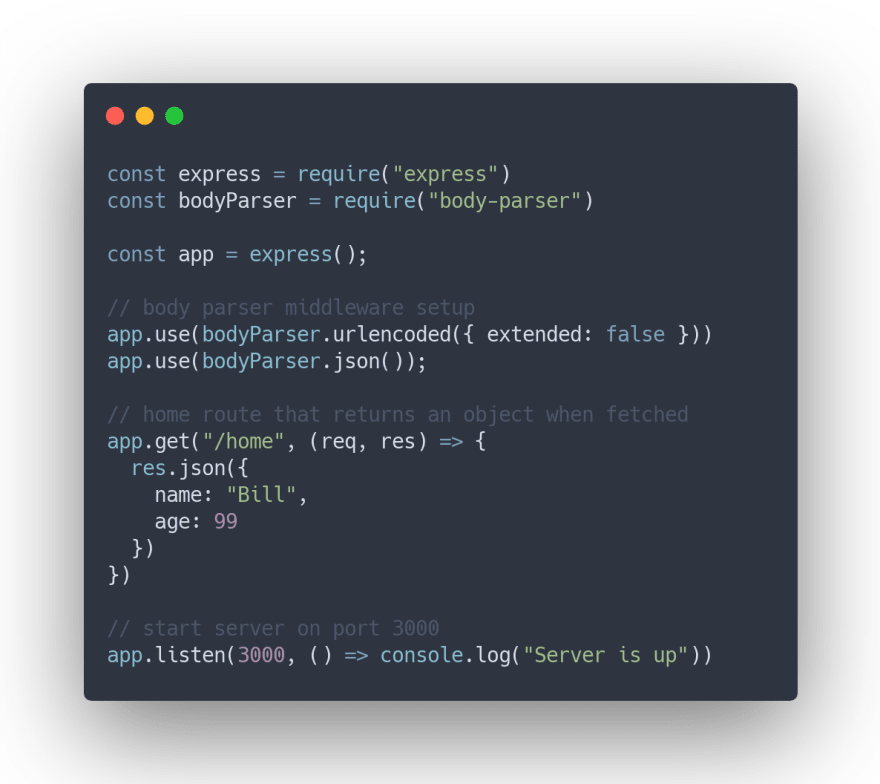 const express = require("express")
const bodyParser = require("body-parser")

const app = express();

// body parser middleware setup
app.use(bodyParser.urlencoded({ extended: false }))
app.use(bodyParser.json());

// home route that returns an object when fetched
app.get("/home", (req, res) => {
  res.json({
    name: "Bill",
    age: 99
  })
})

// start server on port 3000
app.listen(3000, () => console.log("Server is up"))